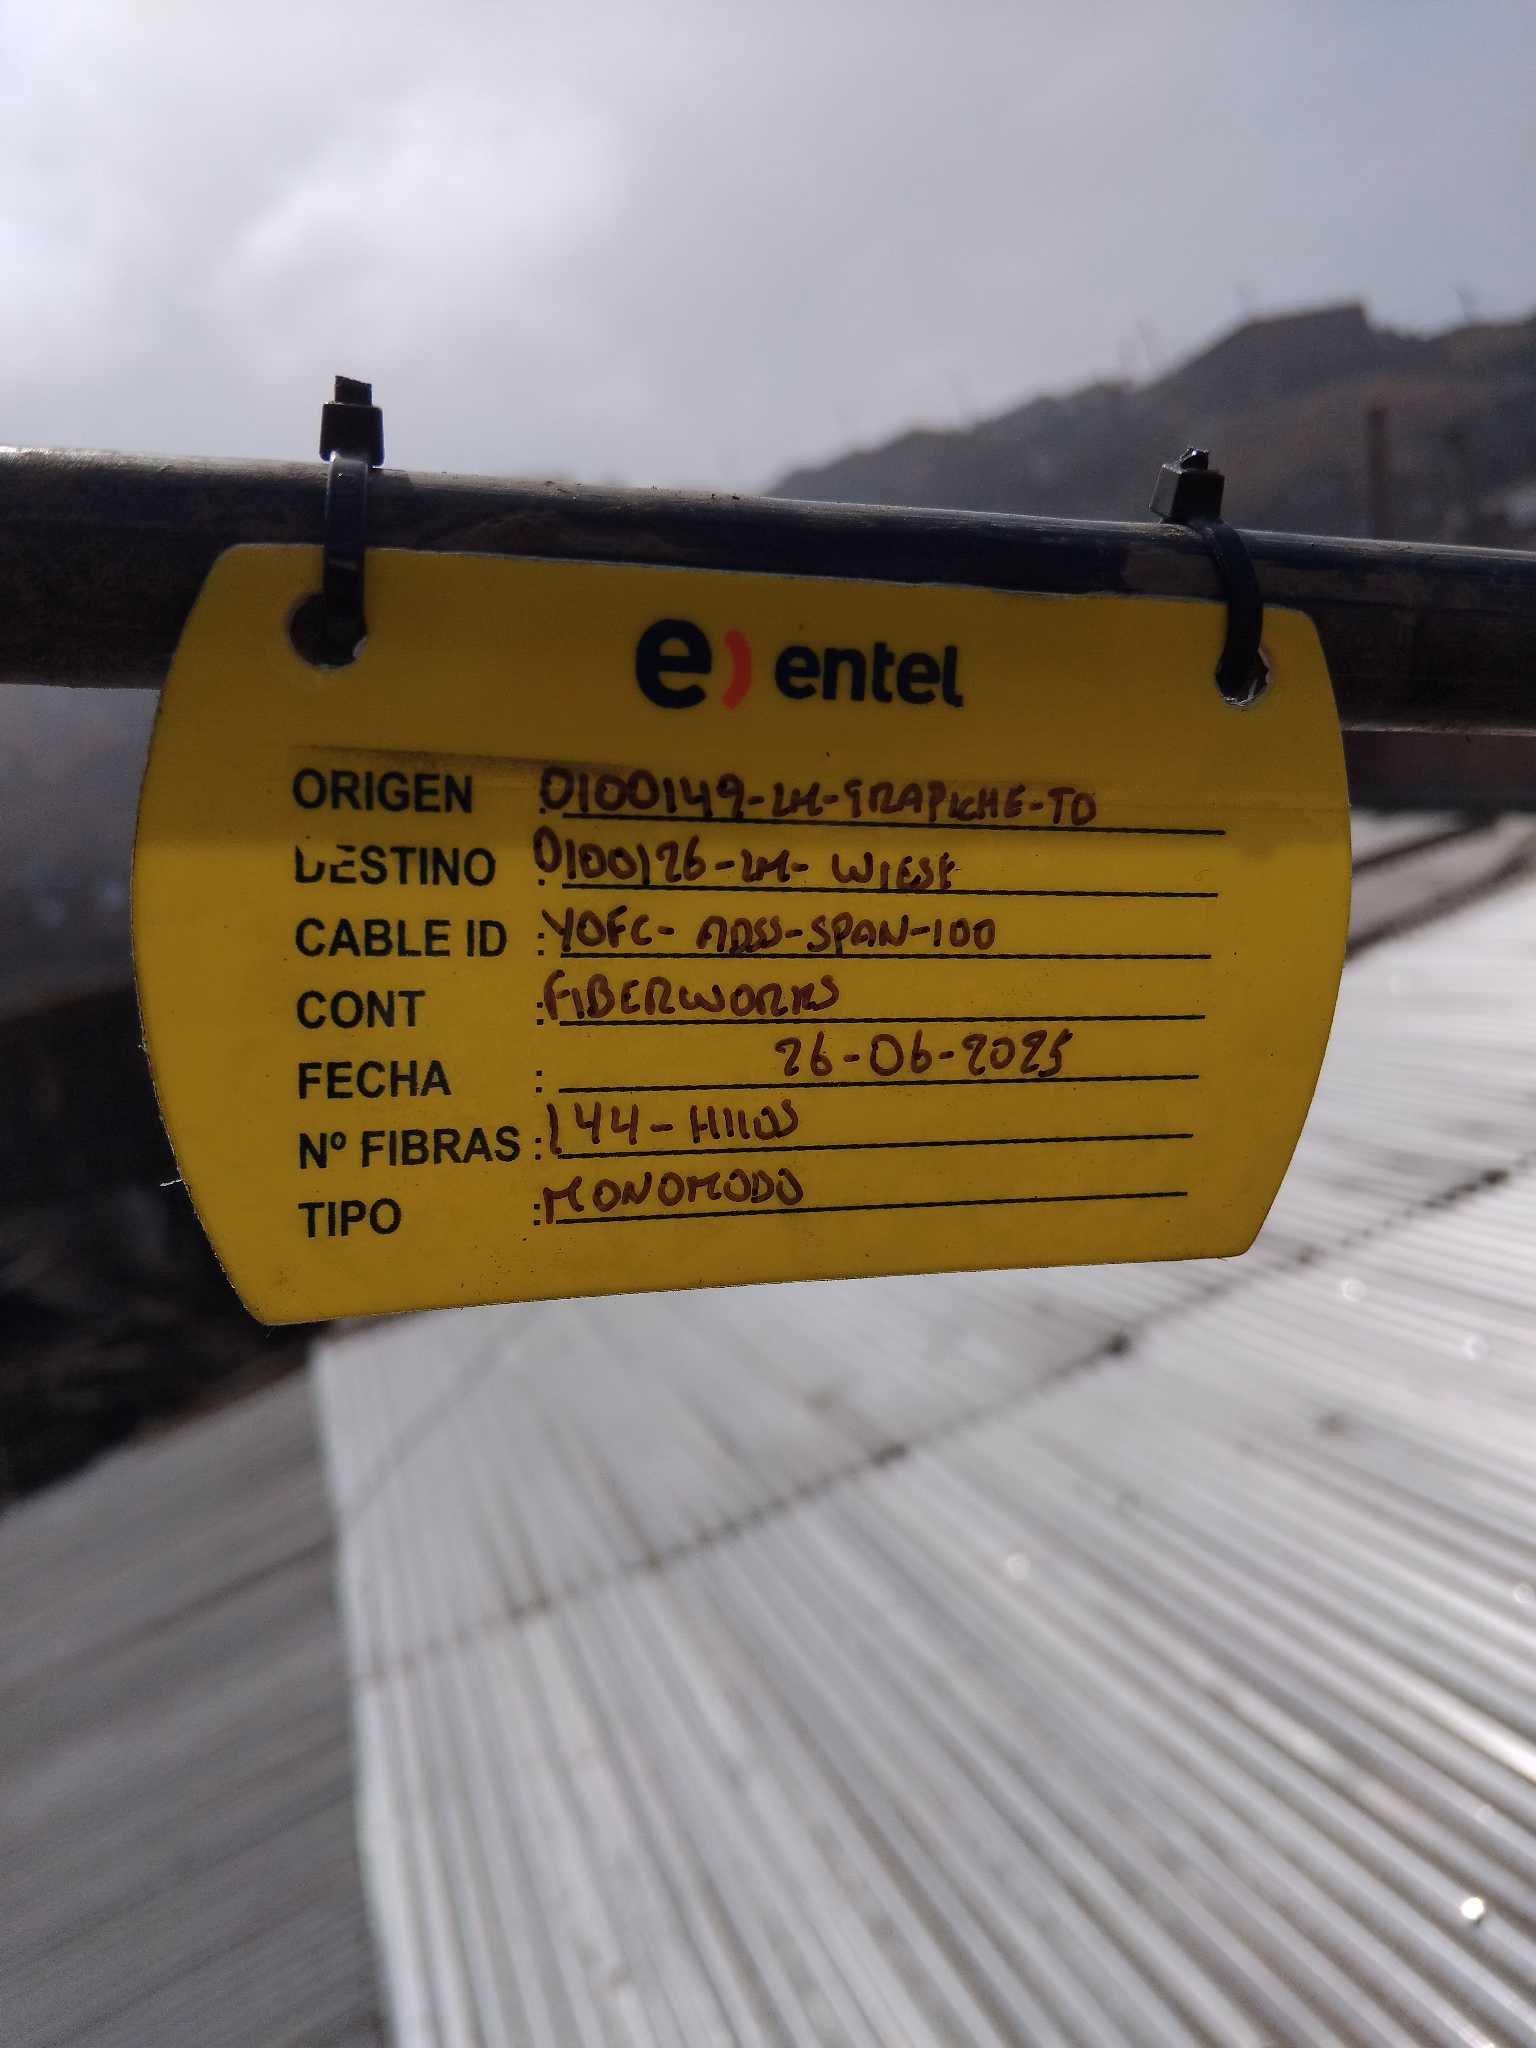 e) entel
ORIGEN : 0100149-LM-TRAPICHE-TD
DESTINO : 0100126-LM- WIESE
CABLE ID : YOFC- ADSS-SPAN-100
CONT : FIBERWORKS
FECHA : 26-06-2025
Nº FIBRAS : 144-HIlOS
TIPO : MONOMODO